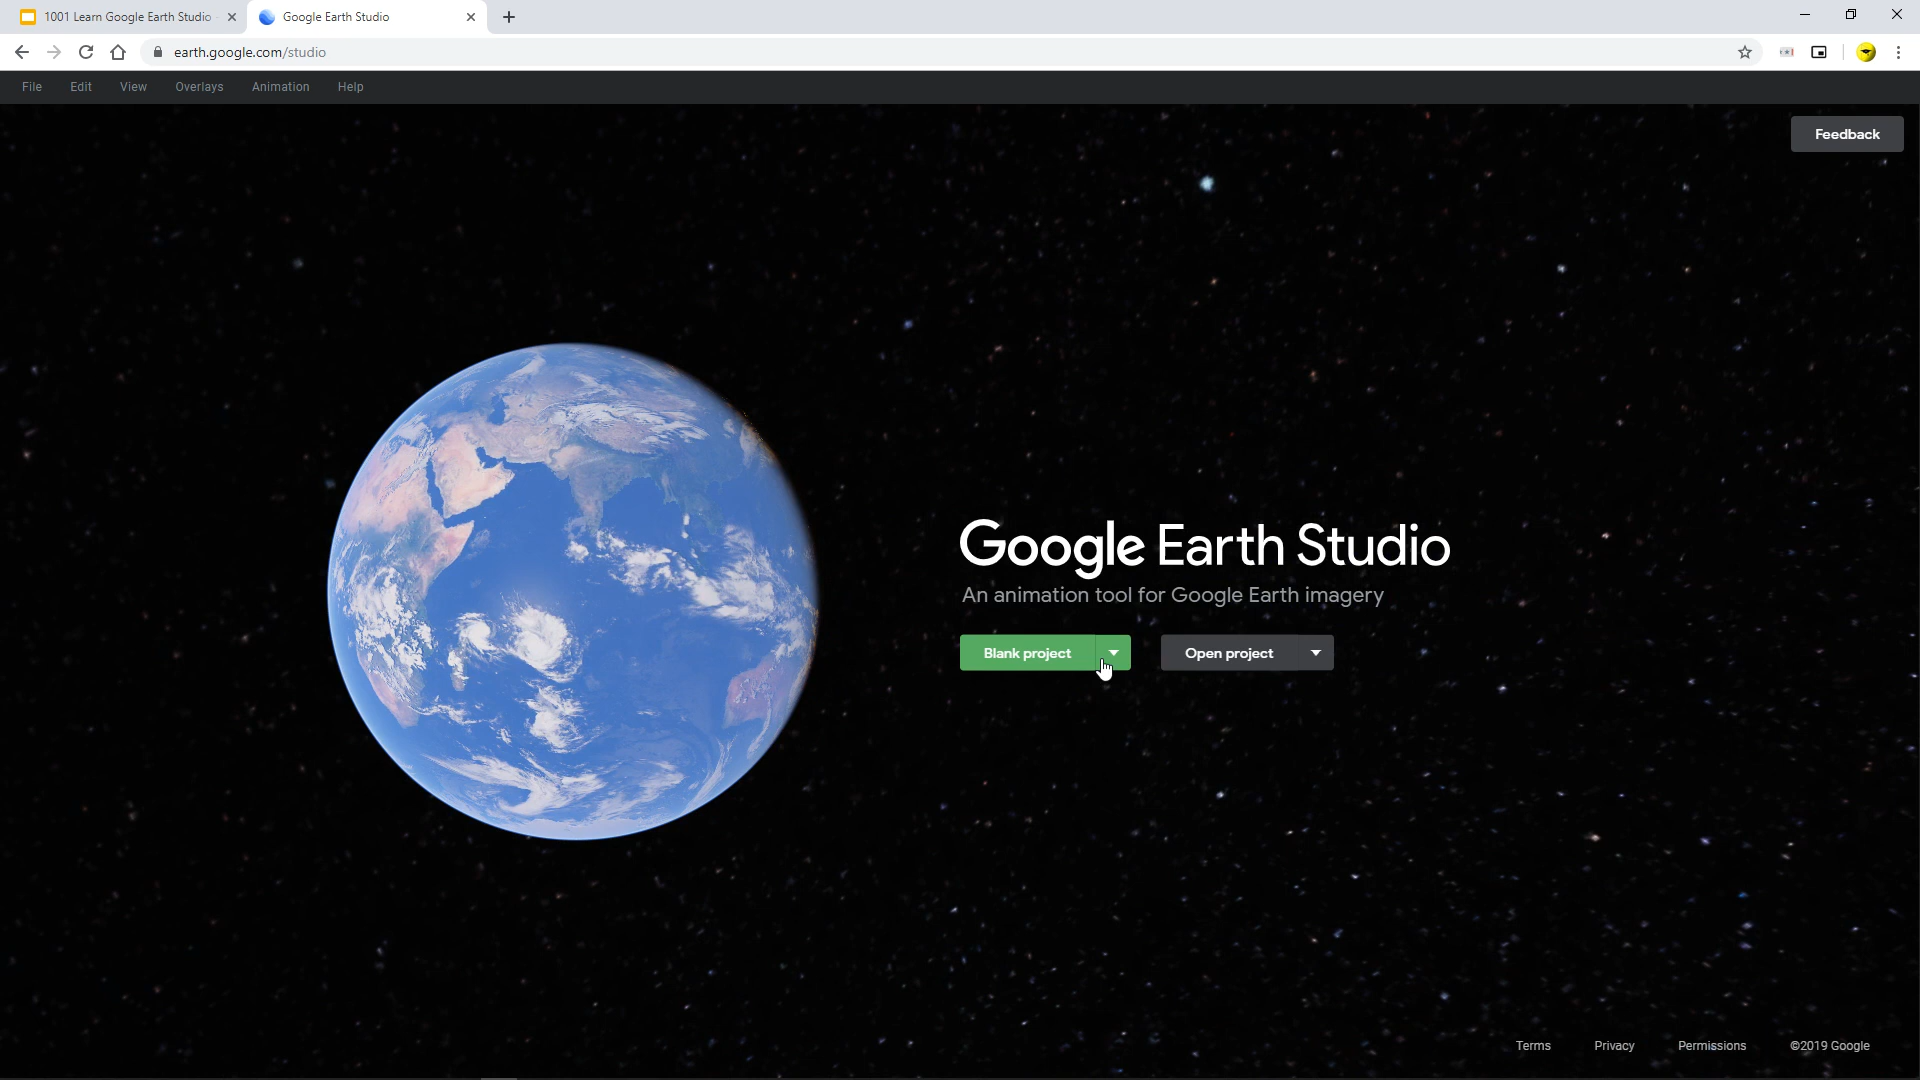 1001 Learn Google Earth Studio
Google Earth Studio
earth.google.com/studio
File Edit View Overlays Animation Help
Feedback
Google Earth Studio
An animation tool for Google Earth imagery
Blank project Open project
Terms Privacy Permissions ©2019 Google